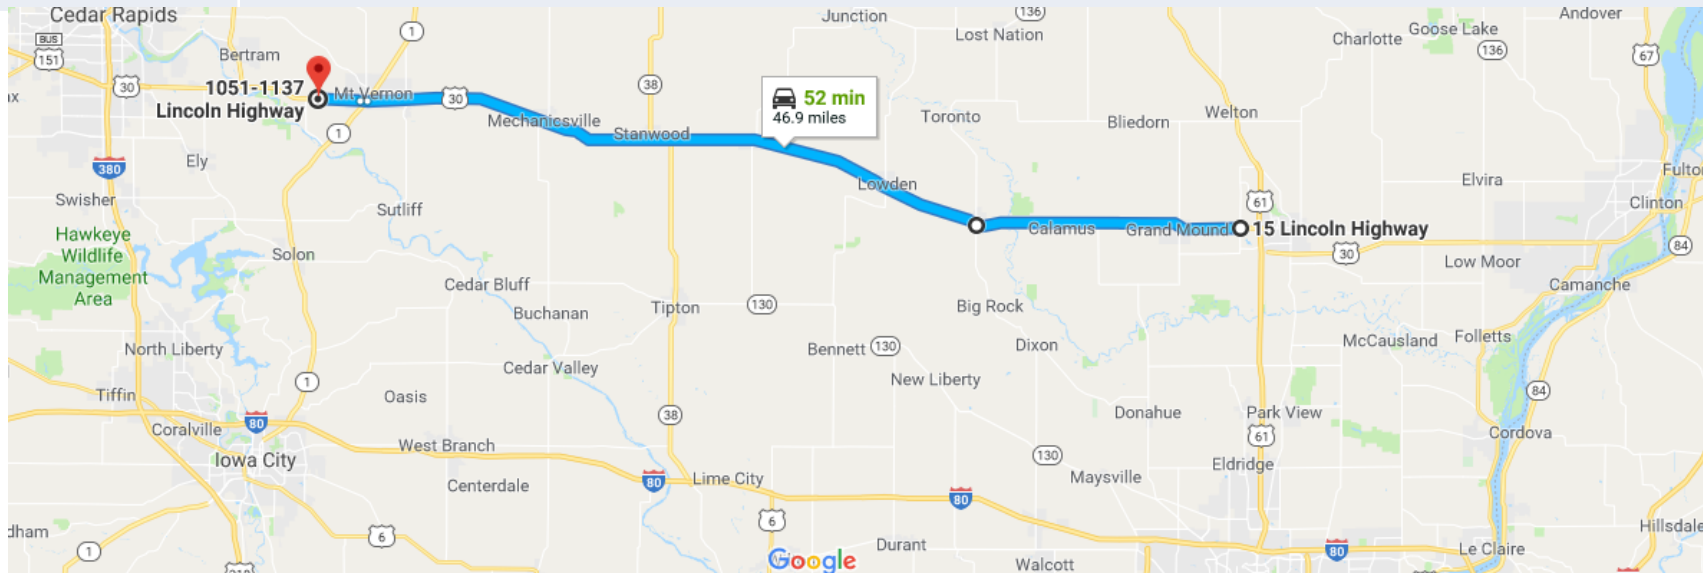 Cedar Rapids
Junction
136
Andover
Goose Lake
Lost Nation
Charlotte
136
67
1
BUS
151
Bertram
30
1051-1137
Lincoln Highway
Mt Vernon
30
38
52 min
46.9 miles
Mechanicsville
Stanwood
Toronto
Bliedorn
Welton
1
Ely
380
Swisher
Sutliff
Lowden
61
Elvira
Clinton
Hawkeye
Wildlife
Management
Area
Solon
Calamus
Grand Mound
15 Lincoln Highway
30
Low Moor
84
Camanche
Cedar Bluff
Buchanan
Tipton
130
Big Rock
North Liberty
Bennett
130
Dixon
McCausland
Folletts
Cedar Valley
New Liberty
1
Tiffin
Oasis
38
Donahue
Park View
84
Coralville
80
West Branch
61
Cordova
Iowa City
130
Eldridge
Centerdale
80
Lime City
80
Maysville
6
6
1
Google
Durant
Walcott
80
Le Claire